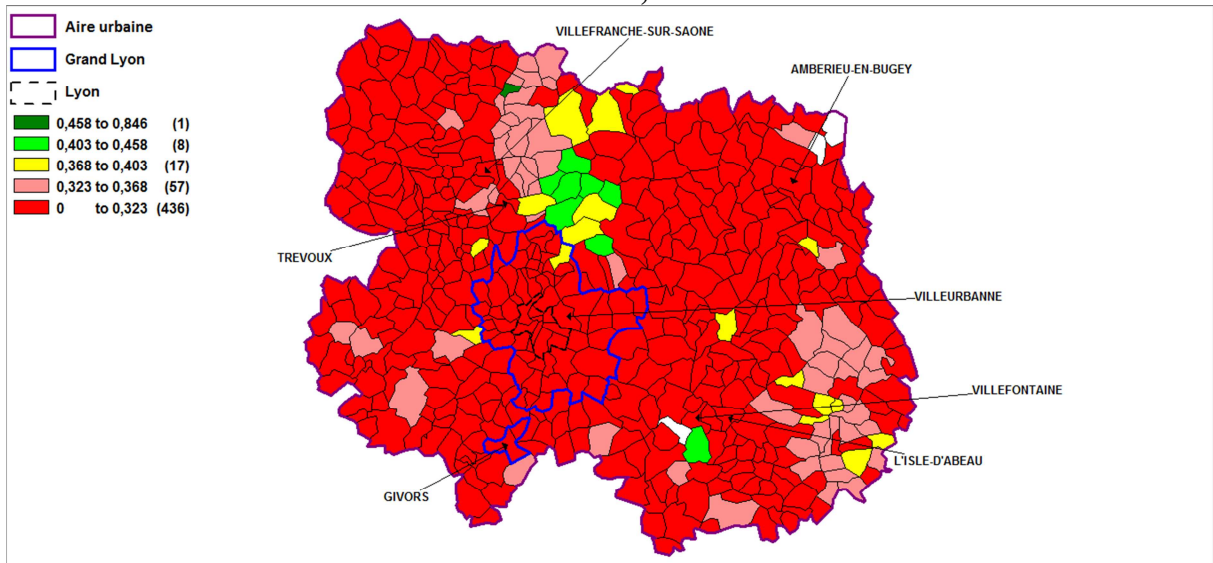 Aire urbaine
Grand Lyon
Lyon
0,458 to 0,846 (1)
0,403 to 0,458 (8)
0,368 to 0,403 (17)
0,323 to 0,368 (57)
0 to 0,323 (436)
VILLEFRANCHE-SUR-SAONE
AMBERIEU-EN-BUGEY
TREVOUX
VILLEURBANNE
VILLEFONTAINE
L'ISLE-D'ABEAU
GIVORS